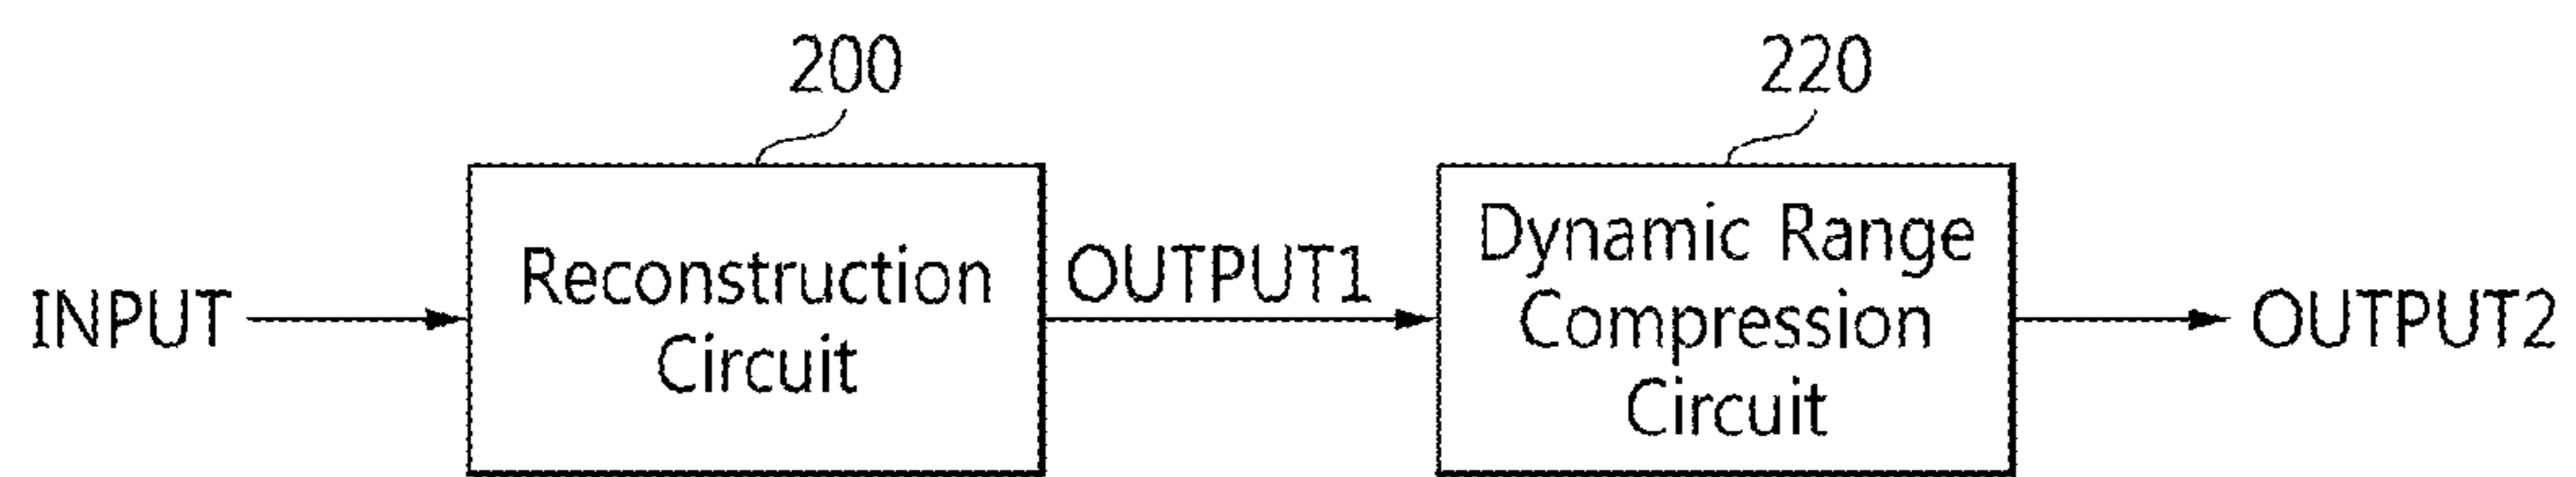 200
220
INPUT
Reconstruction
Circuit
OUTPUT1
Dynamic Range
Compression
Circuit
OUTPUT2